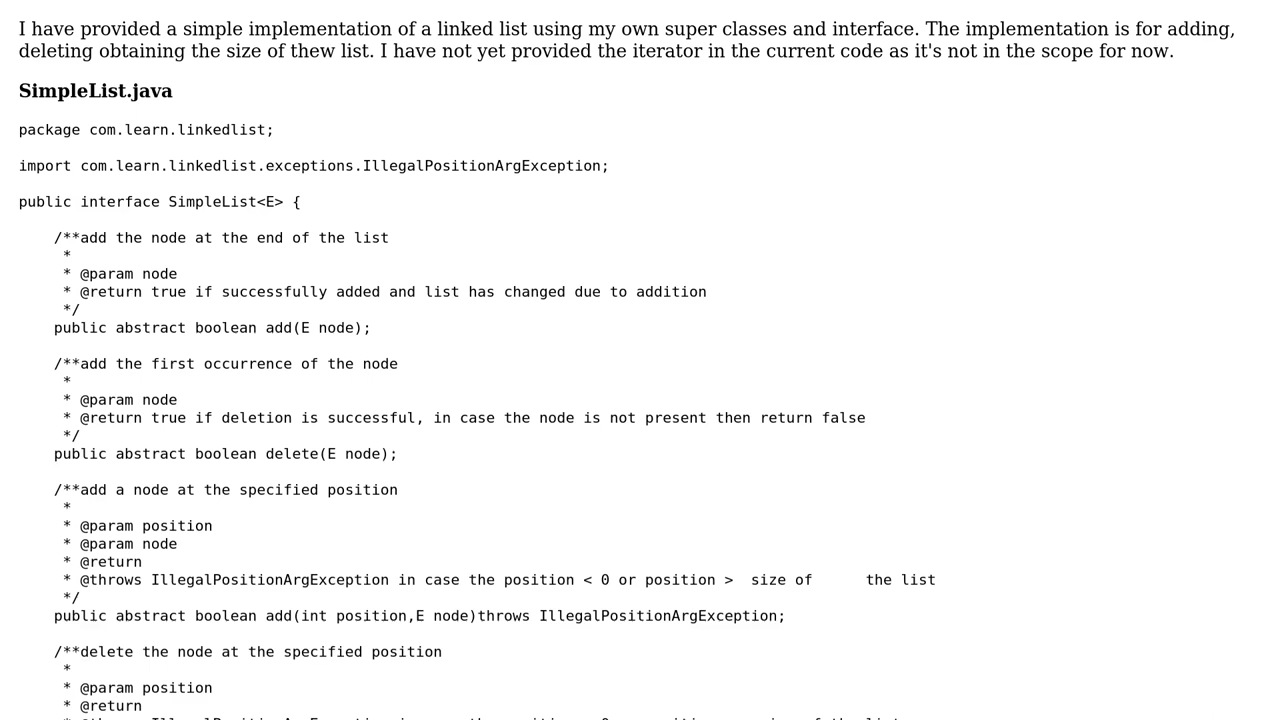 I have provided a simple implementation of a linked list using my own super classes and interface. The implementation is for adding,
deleting obtaining the size of thew list. I have not yet provided the iterator in the current code as it's not in the scope for now.
SimpleList.java
package com.learn.linkedlist;
import com.learn.linkedlist.exceptions.IllegalPositionArgException;
public interface SimpleList<E> {
/**add the node at the end of the list
*
* @param node
* @return true if successfully added and list has changed due to addition
*/
public abstract boolean add(E node);
/**add the first occurrence of the node
*
* @param node
* @return true if deletion is successful, in case the node is not present then return false
*/
public abstract boolean delete(E node);
/**add a node at the specified position
*
* @param position
* @param node
* @return
* @throws IllegalPositionArgException in case the position < 0 or position >  size of      the list
*/
public abstract boolean add(int position,E node)throws IllegalPositionArgException;
/**delete the node at the specified position
*
* @param position
* @return